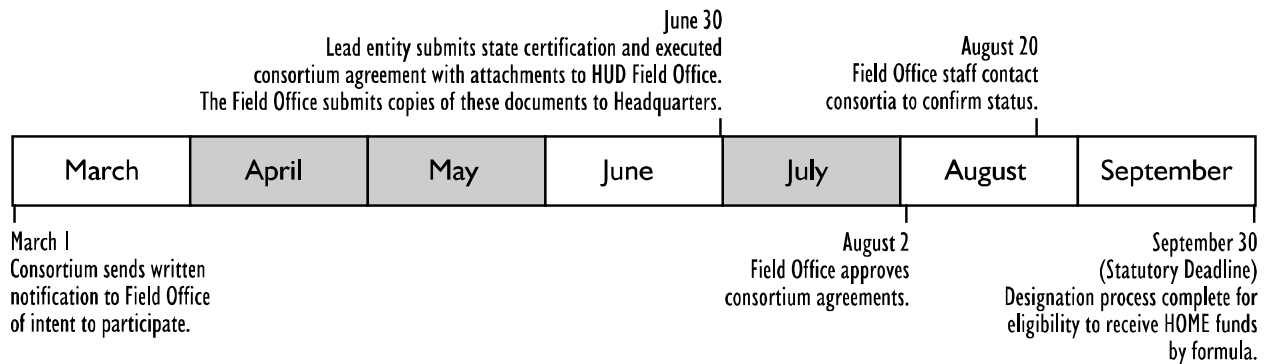 June 30
Lead entity submits state certification and executed
consortium agreement with attachments to HUD Field Office.
The Field Office submits copies of these documents to Headquarters.
August 20
Field Office staff contact
consortia to confirm status.
March
April
May
June
July
August
September
March 1
Consortium sends written
notification to Field Office
of intent to participate.
August 2
Field Office approves
consortium agreements.
September 30
(Statutory Deadline)
Designation process complete for
eligibility to receive HOME funds
by formula.